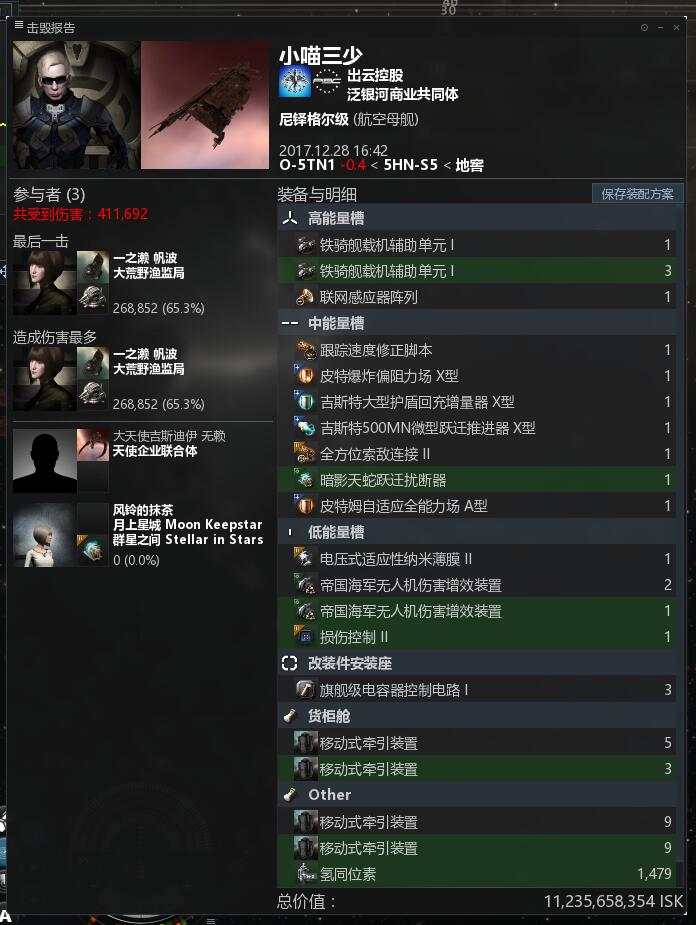 40
30
击毁报告
小喵三少
出云控股
泛银河商业共同体
尼铎格尔级 (航空母舰)
2017.12.28 16:42
O-5TN1 -0.4 < 5HN-S5 < 地窖
参与者 (3)
共受到伤害：411,692
最后一击
一之濑 帆波
大荒野渔监局
268,852 (65.3%)
造成伤害最多
一之濑 帆波
大荒野渔监局
268,852 (65.3%)
大天使吉斯迪伊 无赖
天使企业联合体
风铃的抹茶
月上星城 Moon Keepstar
群星之间 Stellar in Stars
0 (0.0%)
装备与明细
保存装配方案
高能量槽
铁骑舰载机辅助单元 I 1
铁骑舰载机辅助单元 I 3
联网感应器阵列 1
中能量槽
跟踪速度修正脚本 1
皮特爆炸偏阻力场 X型 1
吉斯特大型护盾回充增量器 X型 1
吉斯特500MN微型跃迁推进器 X型 1
全方位索敌连接 II 1
暗影天蛇跃迁扰断器 1
皮特姆自适应全能力场 A型 1
低能量槽
电压式适应性纳米薄膜 II 1
帝国海军无人机伤害增效装置 2
帝国海军无人机伤害增效装置 1
损伤控制 II 1
改装件安装座
旗舰级电容器控制电路 I 3
货柜舱
移动式牵引装置 5
移动式牵引装置 3
Other
移动式牵引装置 9
移动式牵引装置 9
氢同位素 1,479
总价值： 11,235,658,354 ISK
A